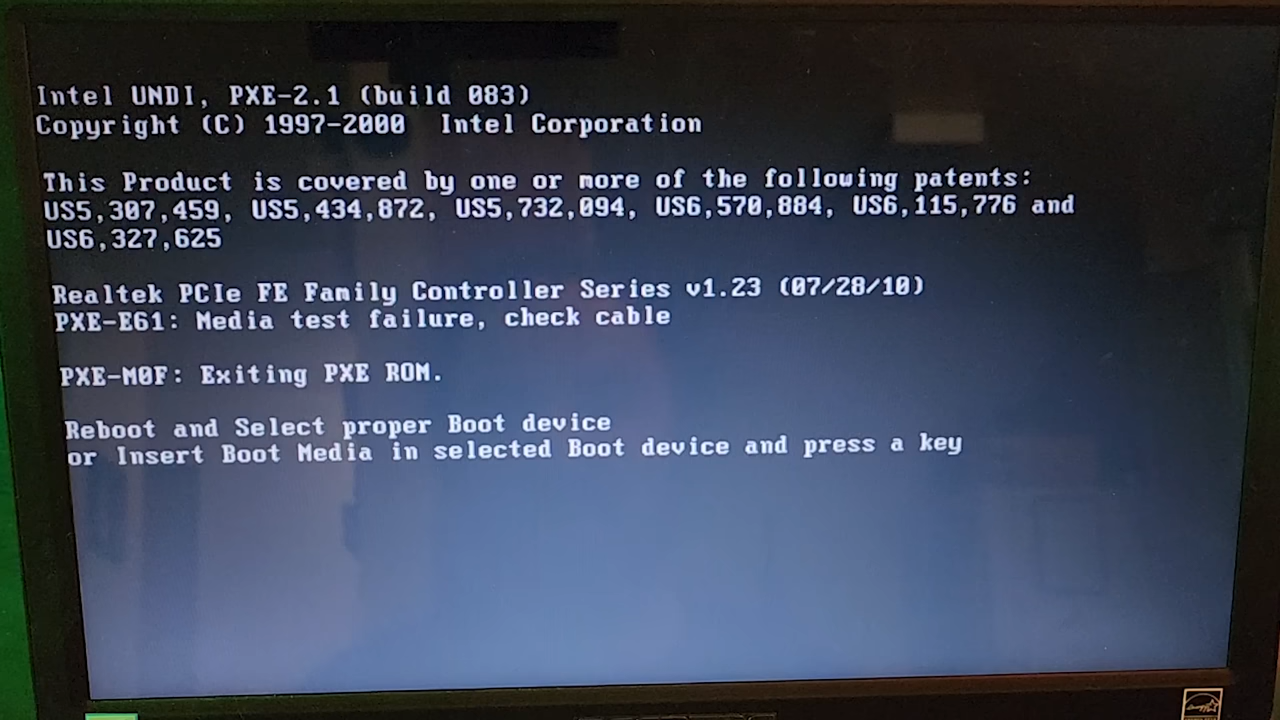 Intel UNDI, PXE-2.1 (build 083)
Copyright (C) 1997-2000  Intel Corporation
This Product is covered by one or more of the following patents:
US5,307,459, US5,434,872, US5,732,094, US6,570,884, US6,115,776 and
US6,327,625
Realtek PCIe FE Family Controller Series v1.23 (07/28/10)
PXE-E61: Media test failure, check cable
PXE-M0F: Exiting PXE ROM.
Reboot and Select proper Boot device
or Insert Boot Media in selected Boot device and press a key